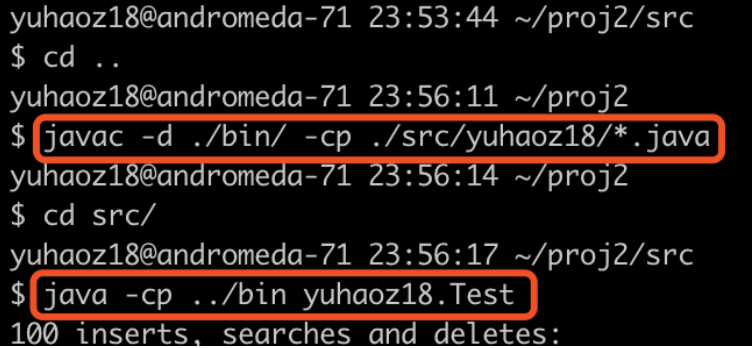 yuhaoz18@andromeda-71 23:53:44 ~/proj2/src
$ cd ..
yuhaoz18@andromeda-71 23:56:11 ~/proj2
$ javac -d ./bin/ -cp ./src/yuhaoz18/*.java
yuhaoz18@andromeda-71 23:56:14 ~/proj2
$ cd src/
yuhaoz18@andromeda-71 23:56:17 ~/proj2/src
$ java -cp ../bin yuhaoz18.Test
100 inserts, searches and deletes: